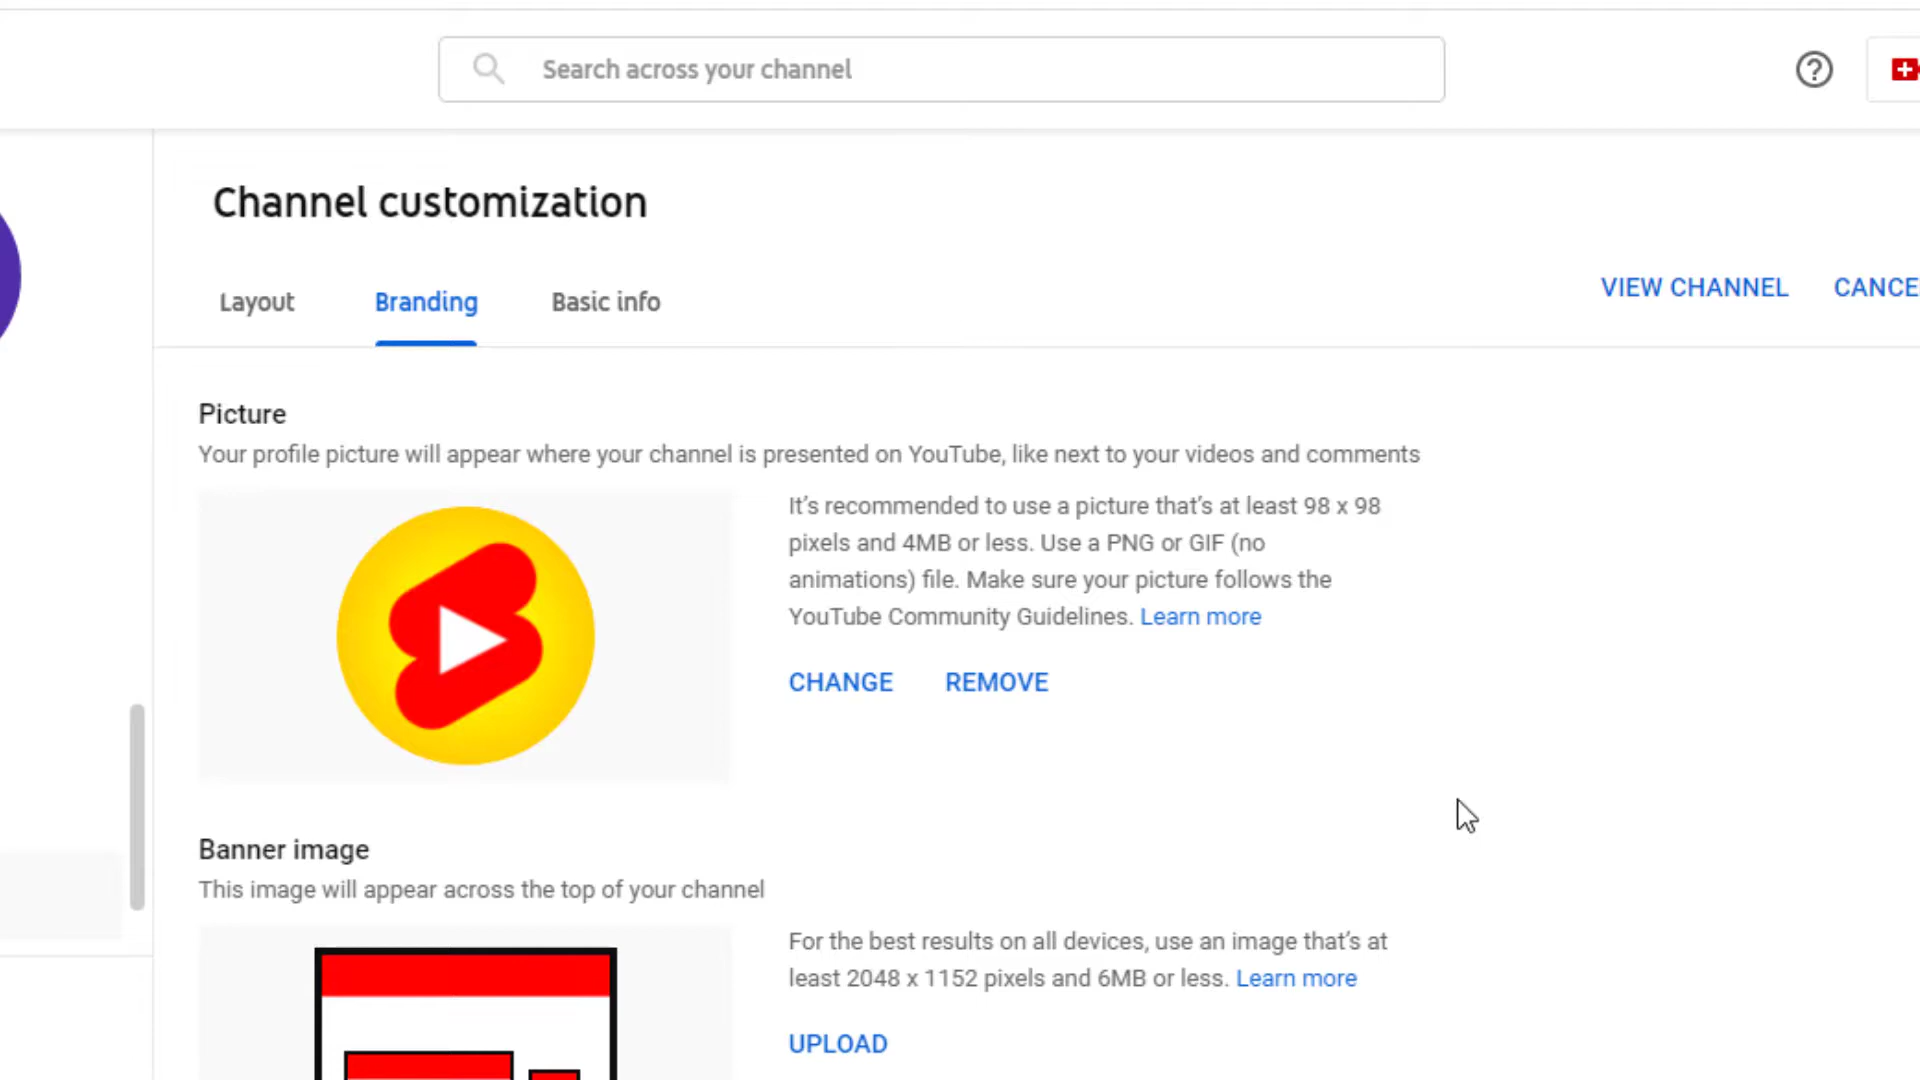 Search across your channel
Channel customization
Layout
Branding
Basic info
VIEW CHANNEL
Picture
Your profile picture will appear where your channel is presented on YouTube, like next to your videos and comments
It’s recommended to use a picture that’s at least 98 x 98
pixels and 4MB or less. Use a PNG or GIF (no
animations) file. Make sure your picture follows the
YouTube Community Guidelines. Learn more
CHANGE
REMOVE
Banner image
This image will appear across the top of your channel
For the best results on all devices, use an image that’s at
least 2048 x 1152 pixels and 6MB or less. Learn more
UPLOAD